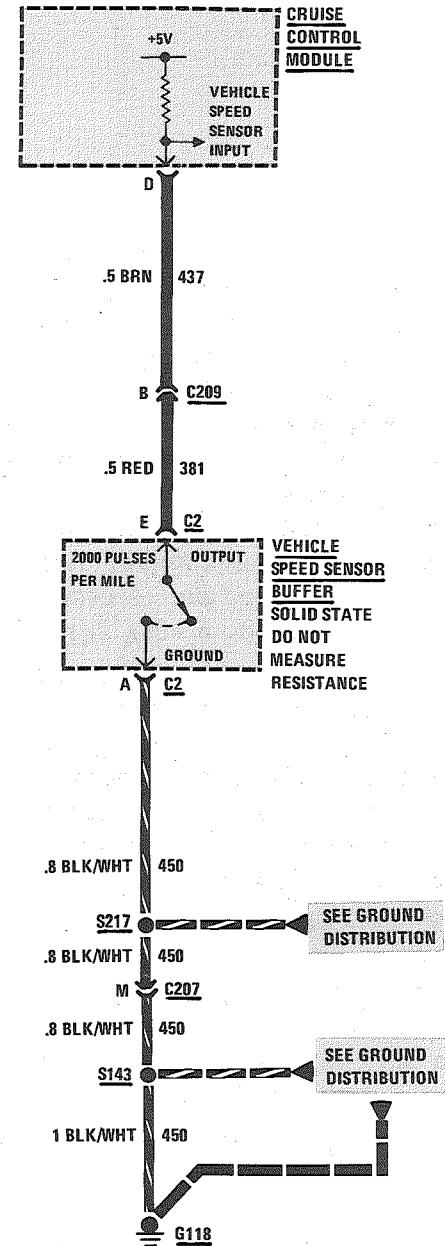 CRUISE
CONTROL
MODULE
+5V
VEHICLE
SPEED
SENSOR
INPUT
D
.5 BRN 437
B C209
.5 RED 381
E C2
2000 PULSES
PER MILE
OUTPUT
GROUND
VEHICLE
SPEED SENSOR
BUFFER
SOLID STATE
DO NOT
MEASURE
RESISTANCE
A C2
.8 BLK/WHT 450
S217
SEE GROUND
DISTRIBUTION
.8 BLK/WHT 450
M C207
.8 BLK/WHT 450
S143
SEE GROUND
DISTRIBUTION
1 BLK/WHT 450
G118